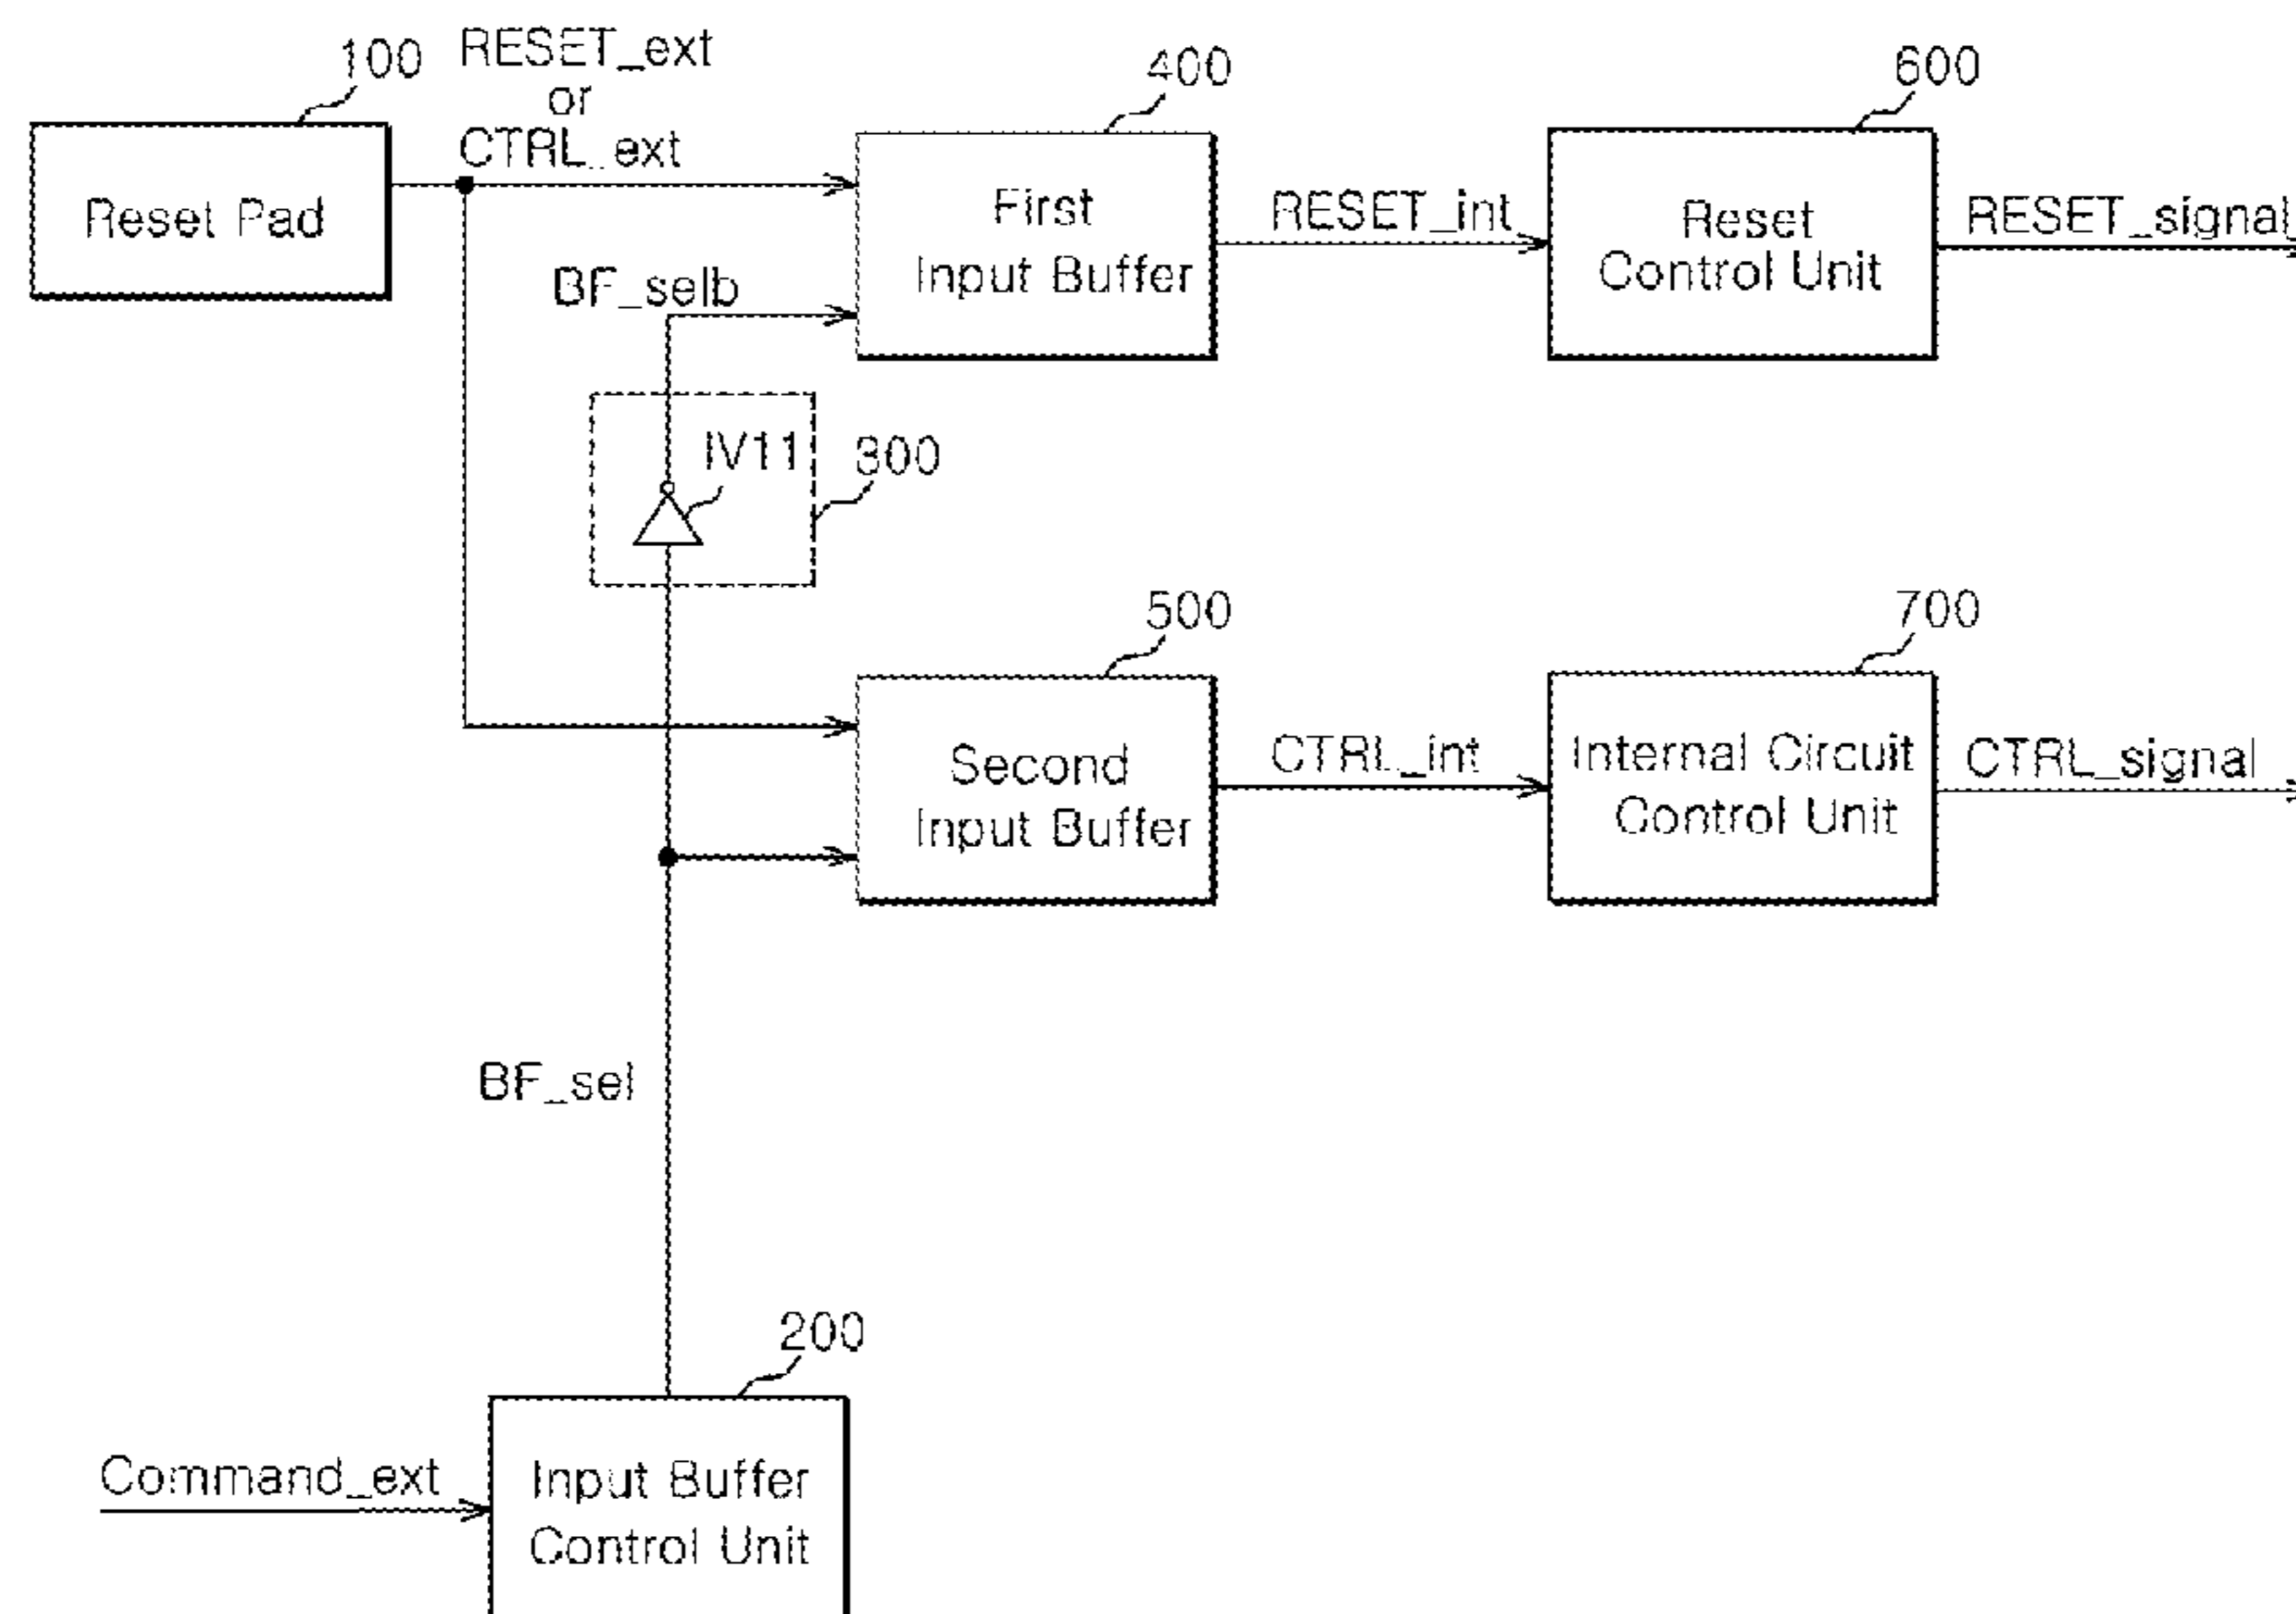 100
RESET_ext
or
CTRL_ext
400
600
Reset Pad
First
Input Buffer
RESET_int
Reset
Control Unit
RESET_signal
BF_selb
IV11
300
500
700
Second
Input Buffer
CTRL_int
Internal Circuit
Control Unit
CTRL_signal
BF_sel
200
Command_ext
Input Buffer
Control Unit